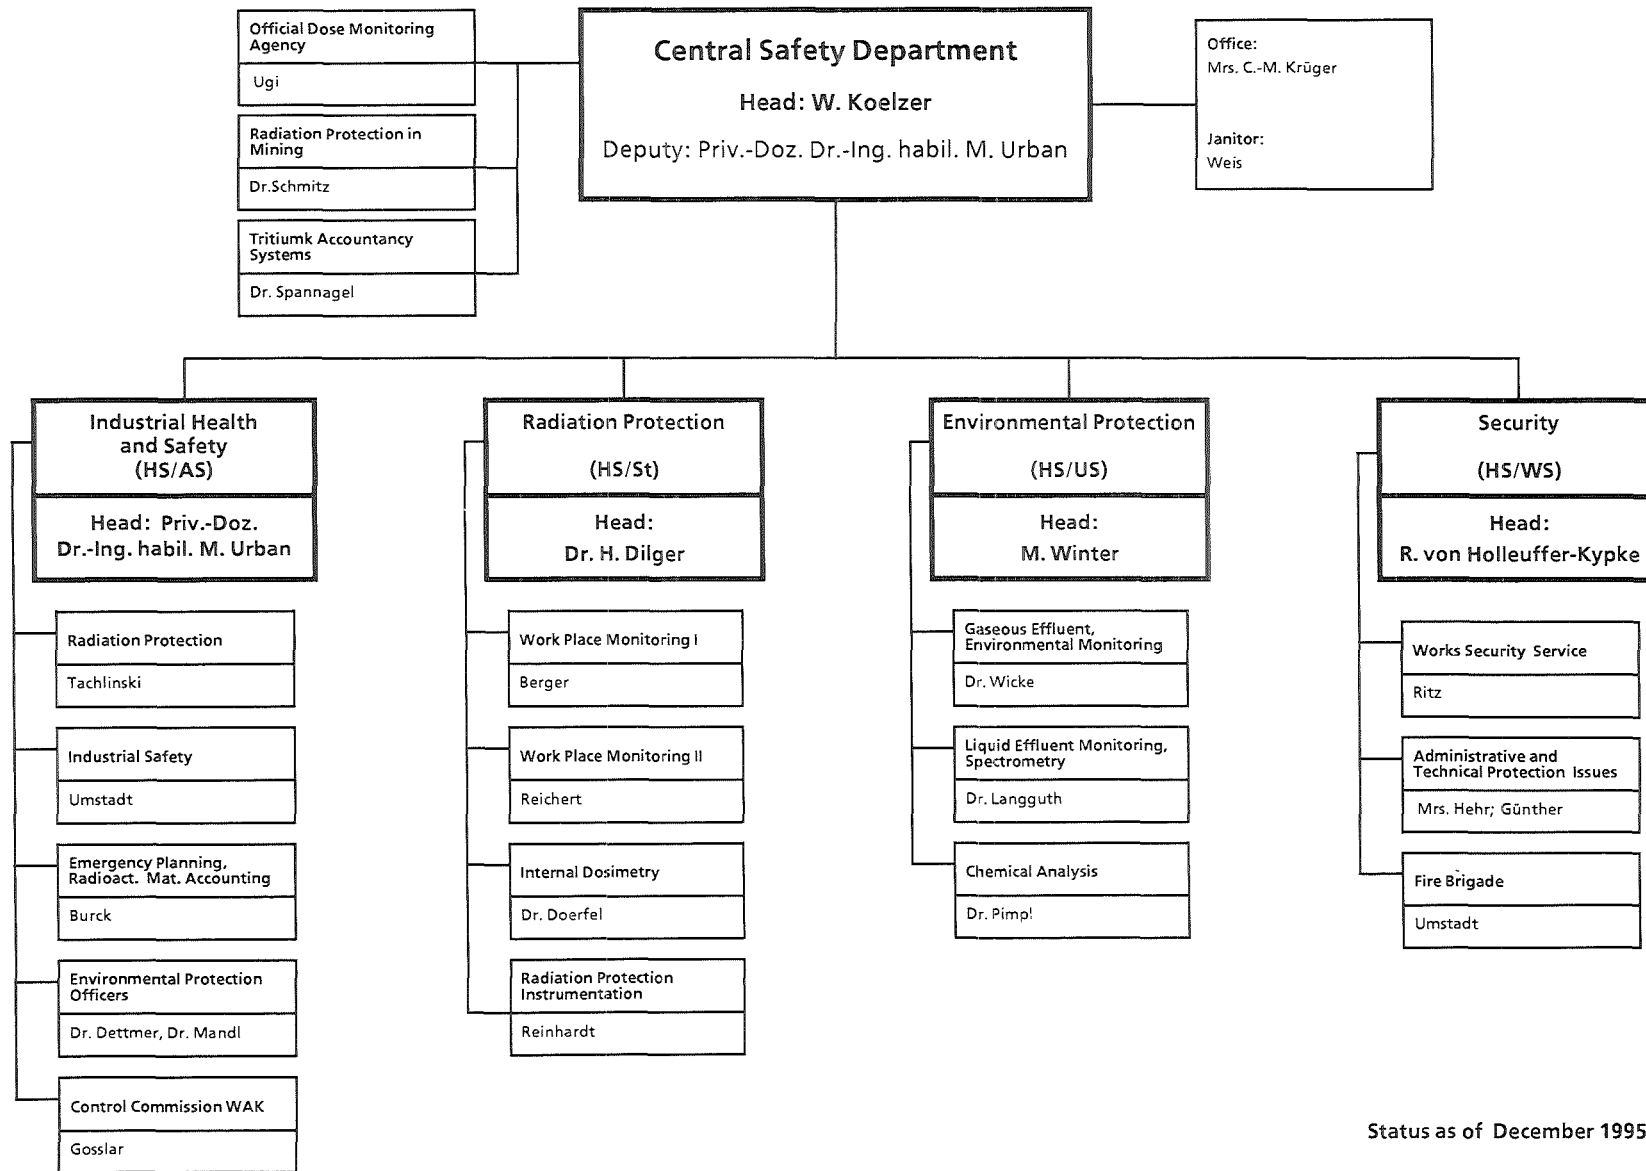 Official Dose Monitoring
Agency
Ugi
Radiation Protection in
Mining
Dr.Schmitz
Tritiumk Accountancy
Systems
Dr. Spannagel
Central Safety Department
Head: W. Koelzer
Deputy: Priv.-Doz. Dr.-Ing. habil. M. Urban
Office:
Mrs. C.-M. Krüger
Janitor:
Weis
Industrial Health
and Safety
(HS/AS)
Head: Priv.-Doz.
Dr.-Ing. habil. M. Urban
Radiation Protection
Tachlinski
Industrial Safety
Umstadt
Emergency Planning,
Radioact. Mat. Accounting
Burck
Environmental Protection
Officers
Dr. Dettmer, Dr. Mandl
Control Commission WAK
Gosslar
Radiation Protection
(HS/St)
Head:
Dr. H. Dilger
Work Place Monitoring I
Berger
Work Place Monitoring II
Reichert
Internal Dosimetry
Dr. Doerfel
Radiation Protection
Instrumentation
Reinhardt
Environmental Protection
(HS/US)
Head:
M. Winter
Gaseous Effluent,
Environmental Monitoring
Dr. Wicke
Liquid Effluent Monitoring,
Spectrometry
Dr. Langguth
Chemical Analysis
Dr. Pimpl
Security
(HS/WS)
Head:
R. von Holleuffer-Kypke
Works Security Service
Ritz
Administrative and
Technical Protection Issues
Mrs. Hehr; Günther
Fire Brigade
Umstadt
Status as of December 1995